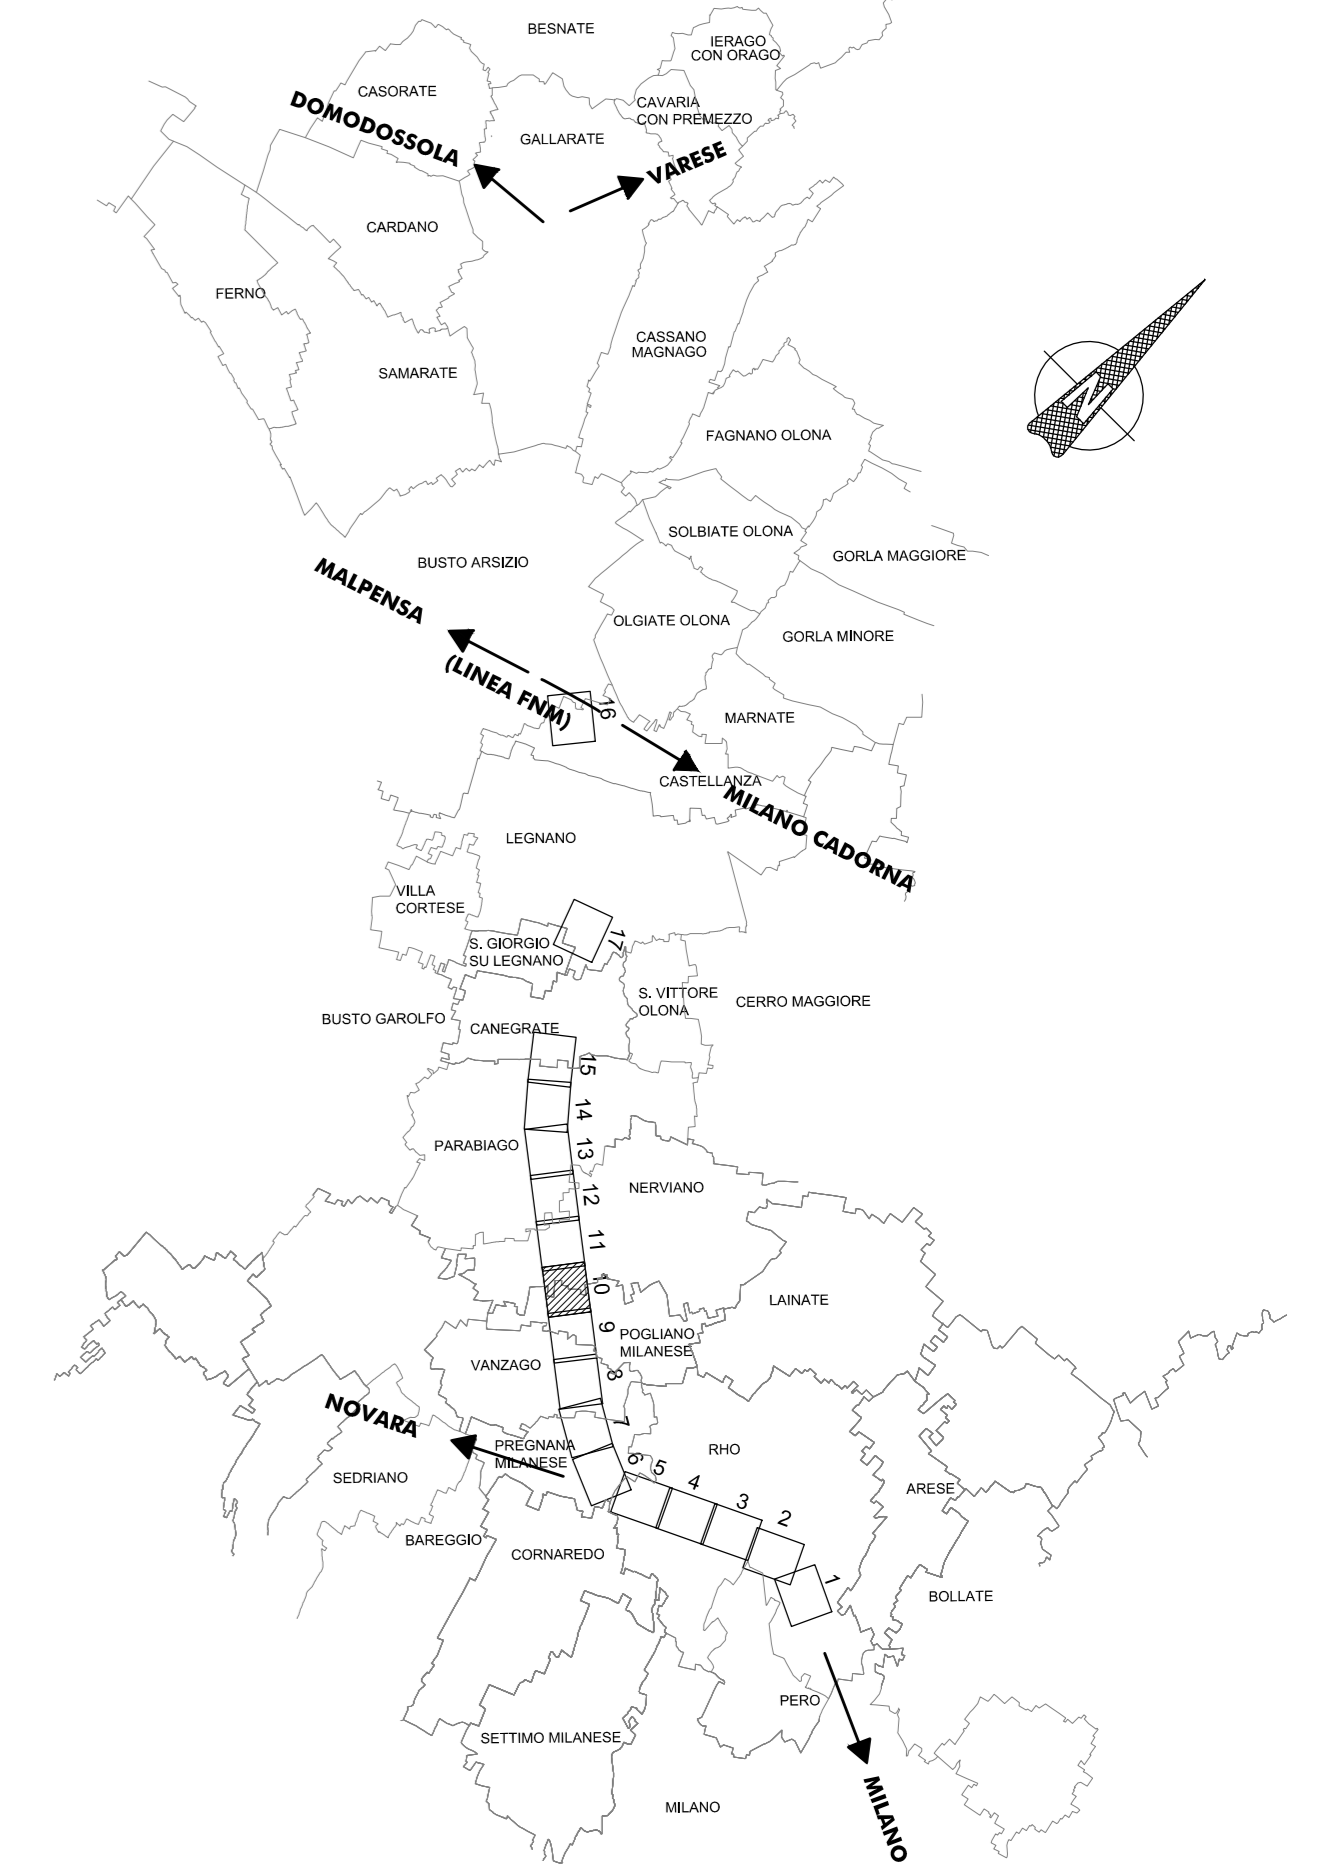 BESNATE
IERAGO
CON ORAGO
CASORATE
CAVARIA
CON PREMEZZO
DOMODOSSOLA
GALLARATE
VARESE
CARDANO
FERNO
CASSANO
MAGNAGO
SAMARATE
N
FAGNANO OLONA
SOLBIATE OLONA
GORLA MAGGIORE
BUSTO ARSIZIO
MALPENSA
OLGIATE OLONA
GORLA MINORE
(LINEA FNM)
16
MARNATE
CASTELLANZA
MILANO CADORNA
LEGNANO
VILLA
CORTESE
17
S. GIORGIO
SU LEGNANO
S. VITTORE
OLONA
CERRO MAGGIORE
BUSTO GAROLFO
CANEGRATE
15
14
PARABIAGO
13
NERVIANO
12
11
10
LAINATE
9
POGLIANO
MILANESE
VANZAGO
8
NOVARA
7
PREGNANA
MILANESE
RHO
6
5
4
3
2
1
SEDRIANO
ARESE
BAREGGIO
CORNAREDO
BOLLATE
PERO
SETTIMO MILANESE
MILANO
MILANO